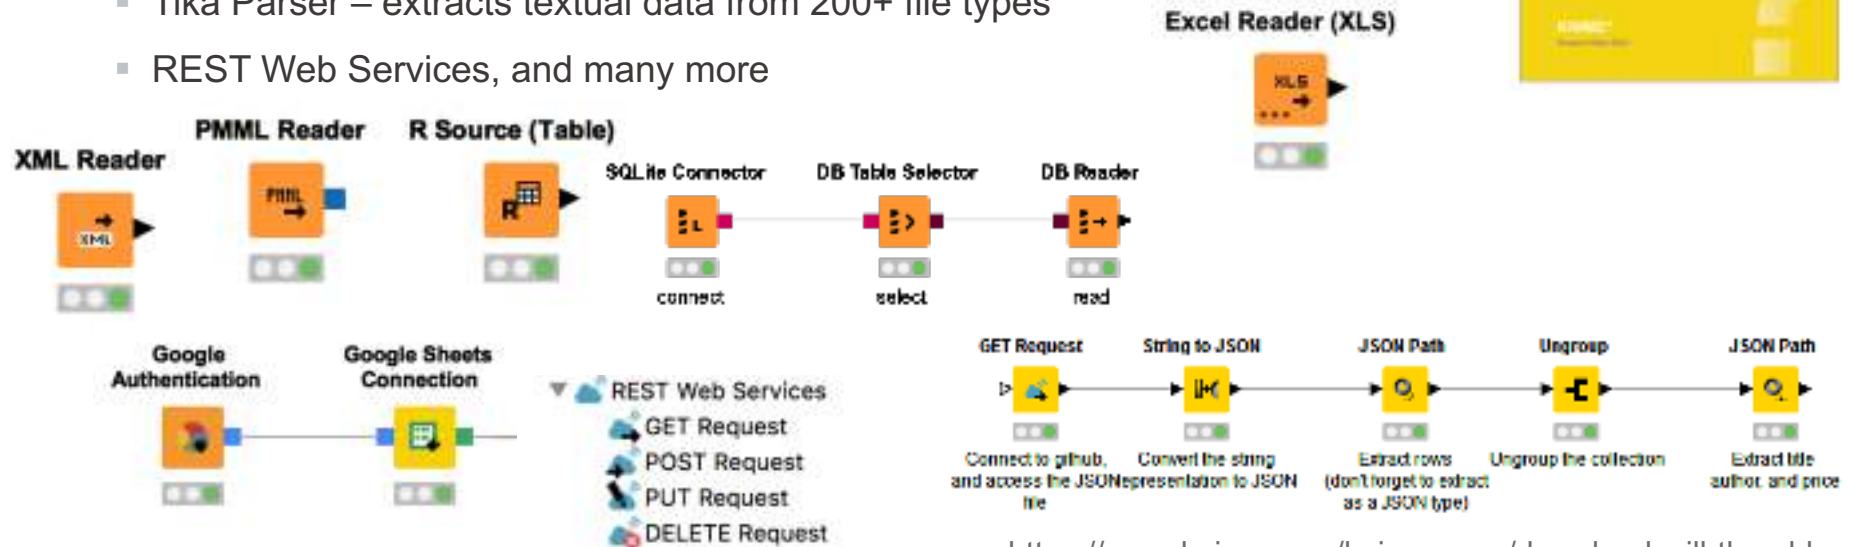 Tika Parser – extracts textual data from 200+ file types
REST Web Services, and many more
Excel Reader (XLS)
XLS
PMML Reader
R Source (Table)
XML Reader
PMML
R
XML
SQLite Connector
DB Table Selector
DB Reader
connect
select
read
Google
Authentication
Google Sheets
Connection
REST Web Services
GET Request
POST Request
PUT Request
DELETE Request
GET Request
String to JSON
JSON Path
Ungroup
JSON Path
Connect to github,
and access the JSON
file
Convert the string
representation to JSON
Extract rows
(don't forget to extract
as a JSON type)
Ungroup the collection
Extract title
author, and price